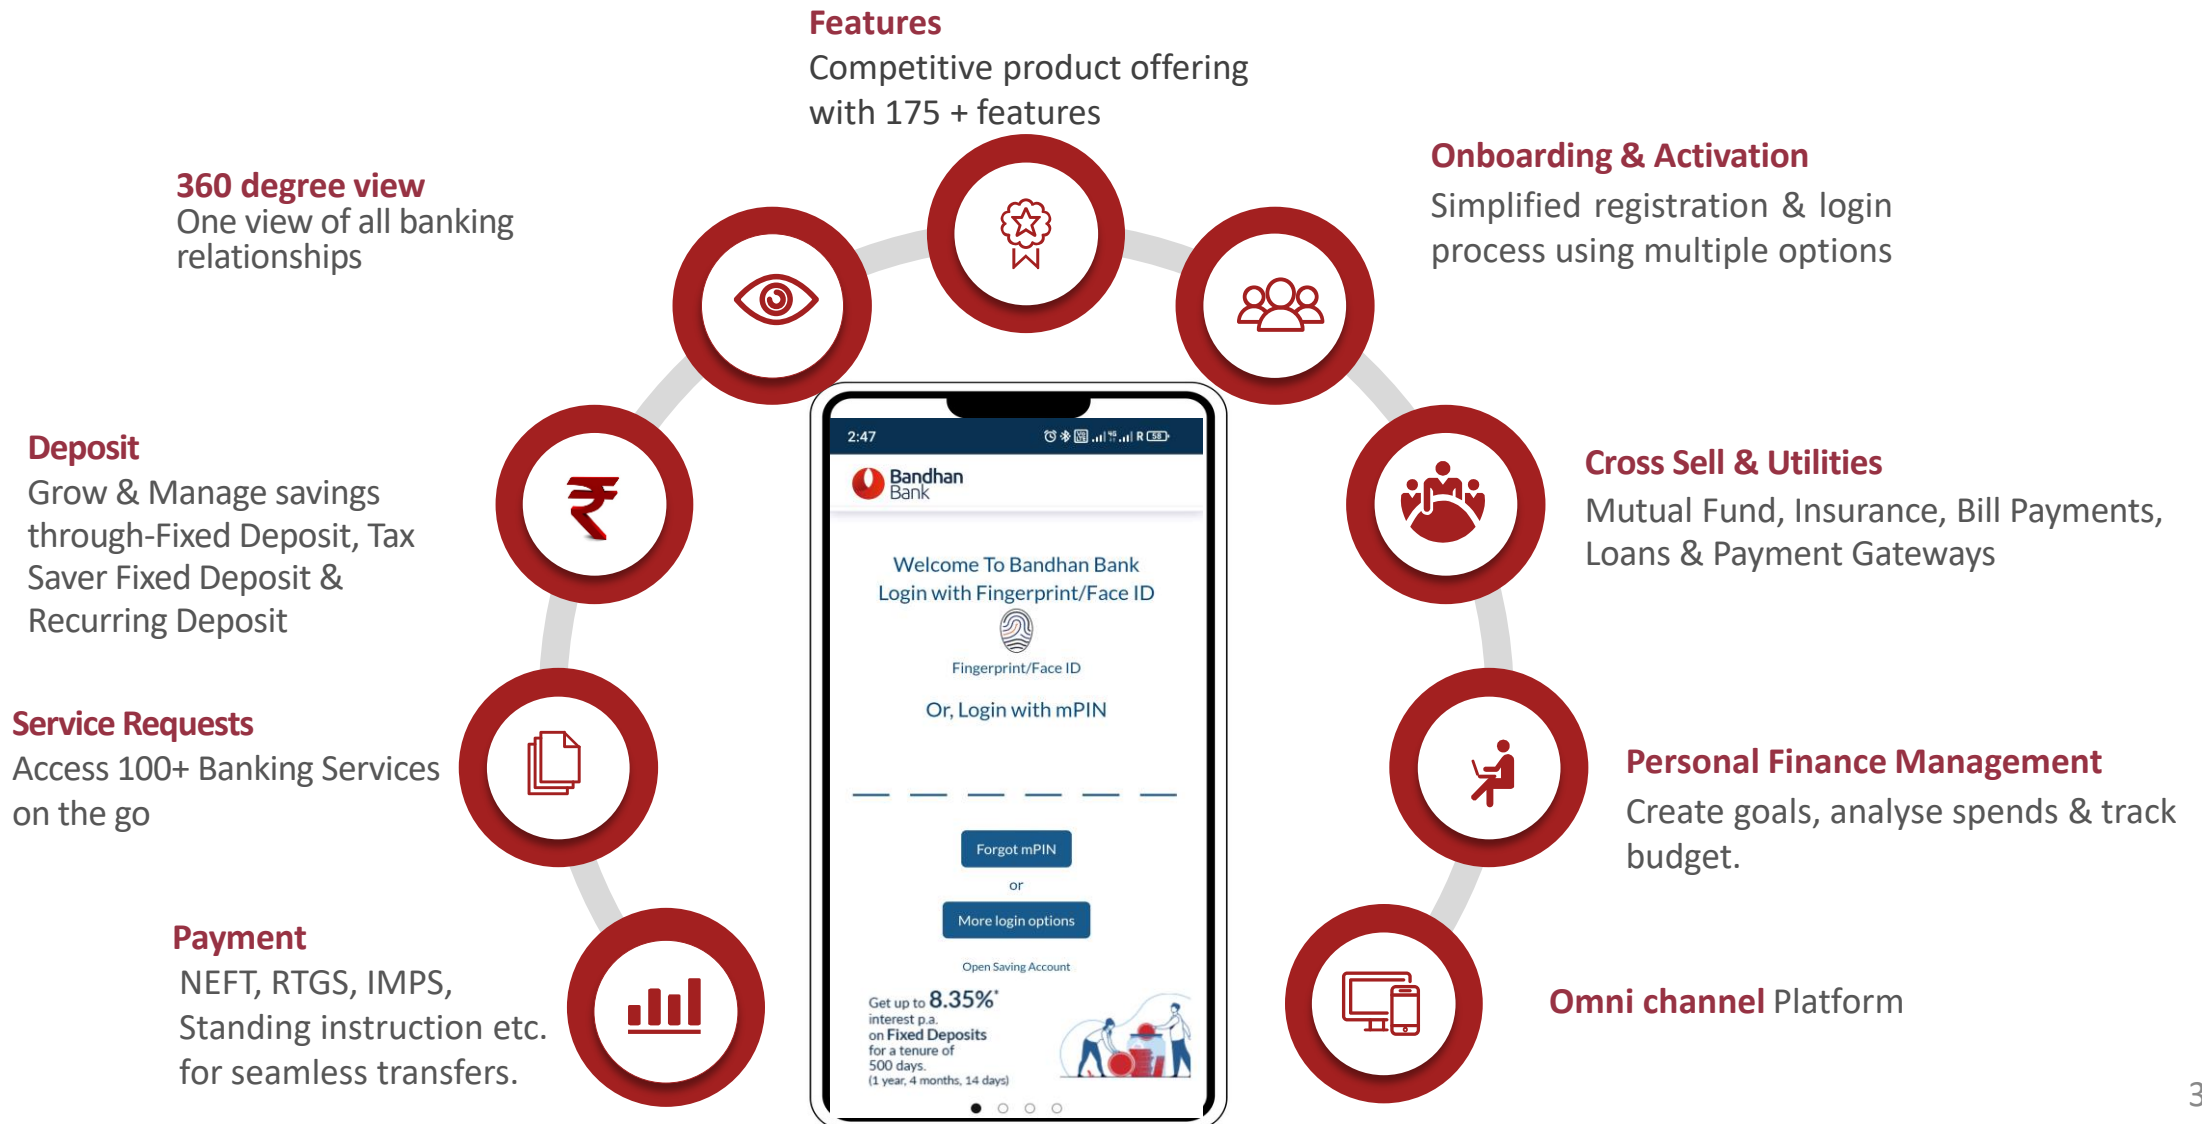 Features
Competitive product offering
with 175 + features
360 degree view
One view of all banking
relationships
Onboarding & Activation
Simplified registration & login
process using multiple options
Deposit
Grow & Manage savings
through-Fixed Deposit, Tax
Saver Fixed Deposit &
Recurring Deposit
Cross Sell & Utilities
Mutual Fund, Insurance, Bill Payments,
Loans & Payment Gateways
Service Requests
Access 100+ Banking Services
on the go
Personal Finance Management
Create goals, analyse spends & track
budget.
Payment
NEFT, RTGS, IMPS,
Standing instruction etc.
for seamless transfers.
Omni channel Platform
2:47 R 58
Bandhan
Bank
Welcome To Bandhan Bank
Login with Fingerprint/Face ID
Fingerprint/Face ID
Or, Login with mPIN
Forgot mPIN
or
More login options
Open Saving Account
Get up to 8.35%*
interest p.a.
on Fixed Deposits
for a tenure of
500 days.
(1 year, 4 months, 14 days)
3